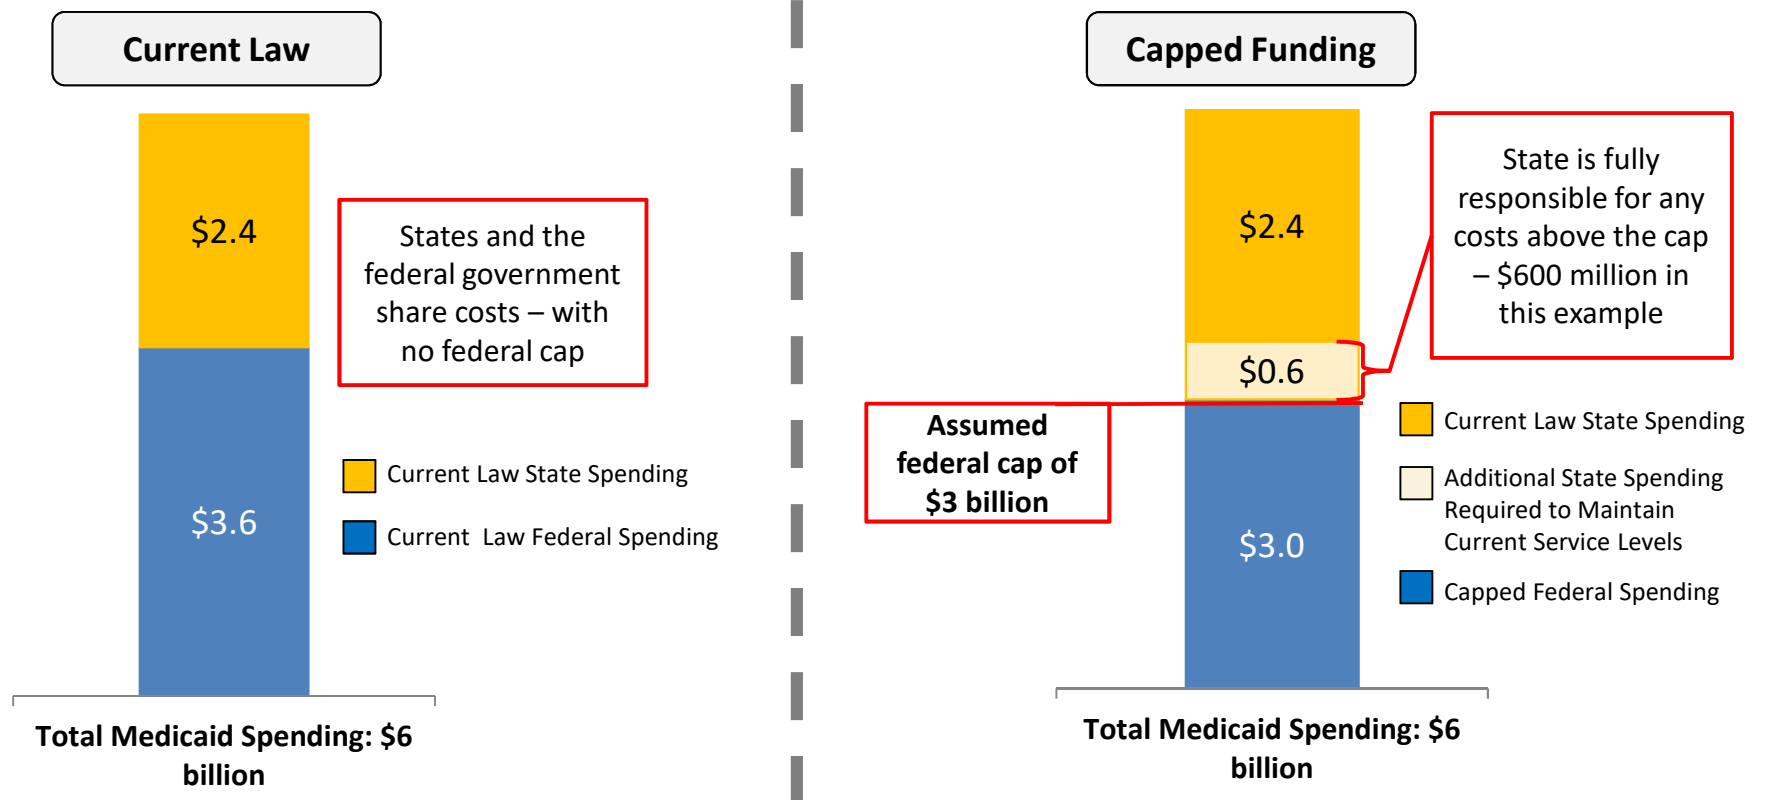 Current Law
$2.4
$3.6
States and the
federal government
share costs – with
no federal cap
Current Law State Spending
Current  Law Federal Spending
Total Medicaid Spending: $6
billion
Capped Funding
$2.4
$0.6
$3.0
State is fully
responsible for any
costs above the cap
– $600 million in
this example
Assumed
federal cap of
$3 billion
Current Law State Spending
Additional State Spending
Required to Maintain
Current Service Levels
Capped Federal Spending
Total Medicaid Spending: $6
billion